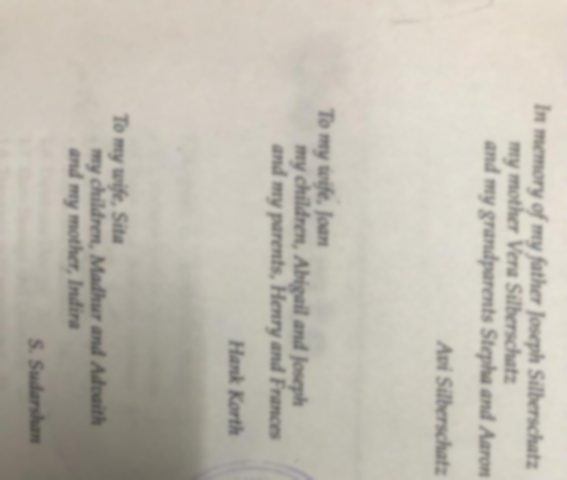 In memory of my father Joseph Silberschatz
my mother Vera Silberschatz
and my grandparents Stepha and Aaron
Avi Silberschatz
To my wife, Joan
my children, Abigail and Joseph
and my parents, Henry and Frances
Hank Korth
To my wife, Sita
my children, Madhur and Advaith
and my mother, Indira
S. Sudarshan